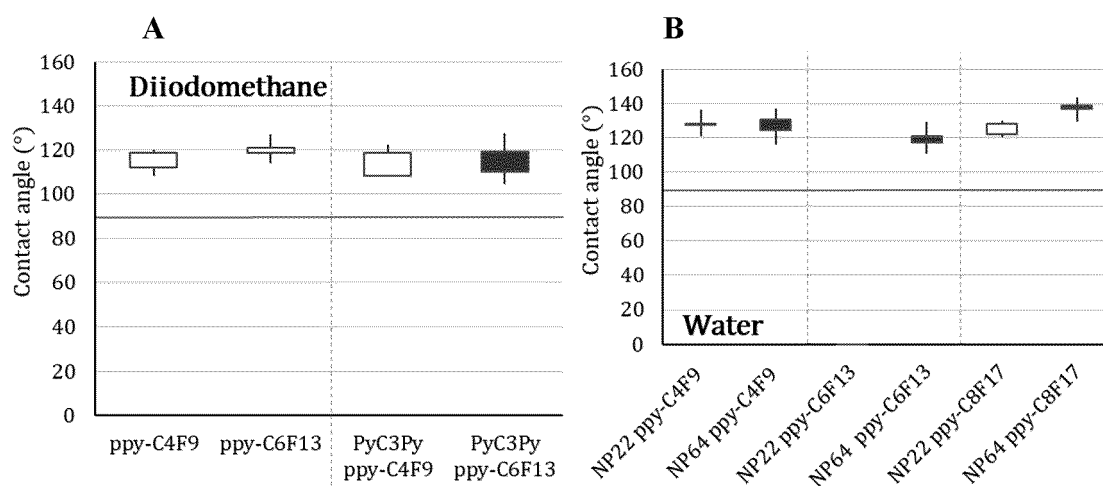 A
160
140
120
100
80
60
40
20
0
Contact angle (°)
Diiodomethane
ppy-C4F9
ppy-C6F13
PyC3Py
ppy-C4F9
PyC3Py
ppy-C6F13
B
160
140
120
100
80
60
40
20
0
Contact angle (°)
Water
NP22 ppy-C4F9
NP64 ppy-C4F9
NP22 ppy-C6F13
NP64 ppy-C6F13
NP22 ppy-C8F17
NP64 ppy-C8F17